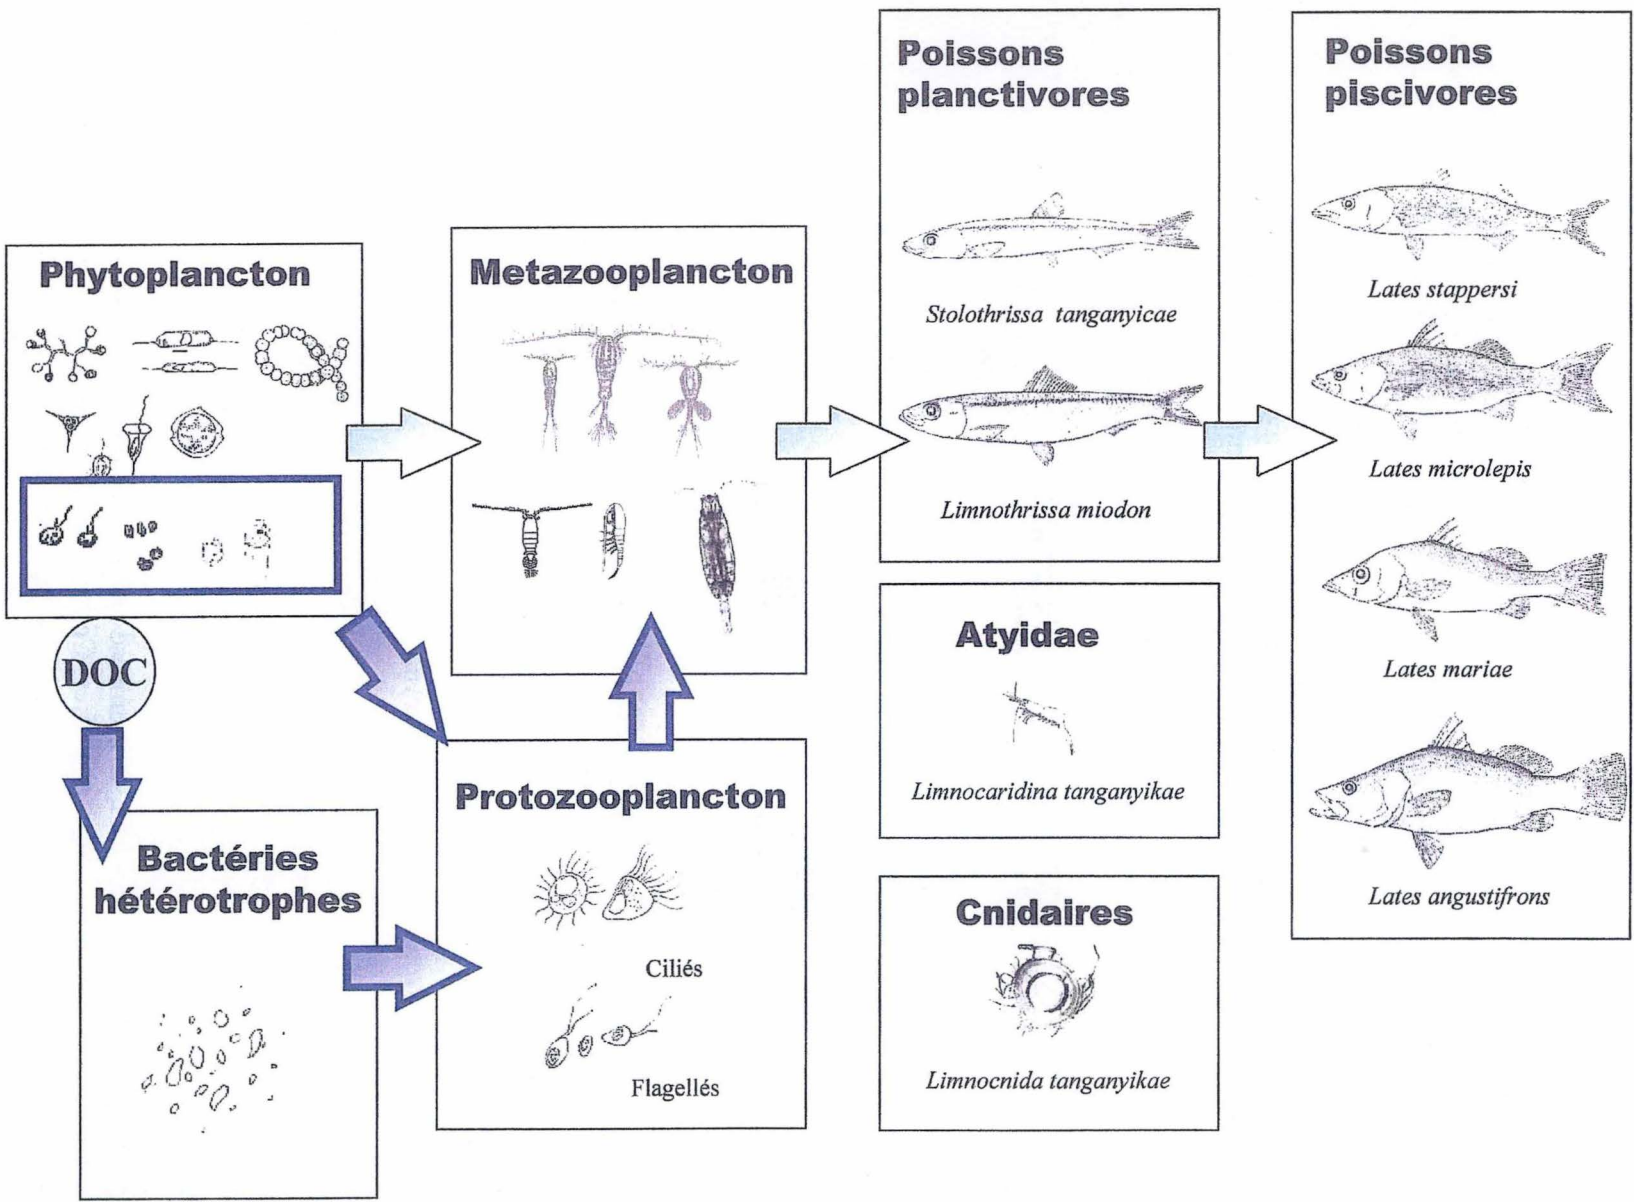 Phytoplancton
DOC
Bactéries
hétérotrophes
Metazooplancton
Protozooplancton
Ciliés
Flagellés
Poissons
planctivores
Stolothrissa tanganyicae
Limnothrissa miodon
Atyidae
Limnocaridina tanganyikae
Cnidaires
Limnocnida tanganyikae
Poissons
piscivores
Lates stappersi
Lates microlepis
Lates mariae
Lates angustifrons